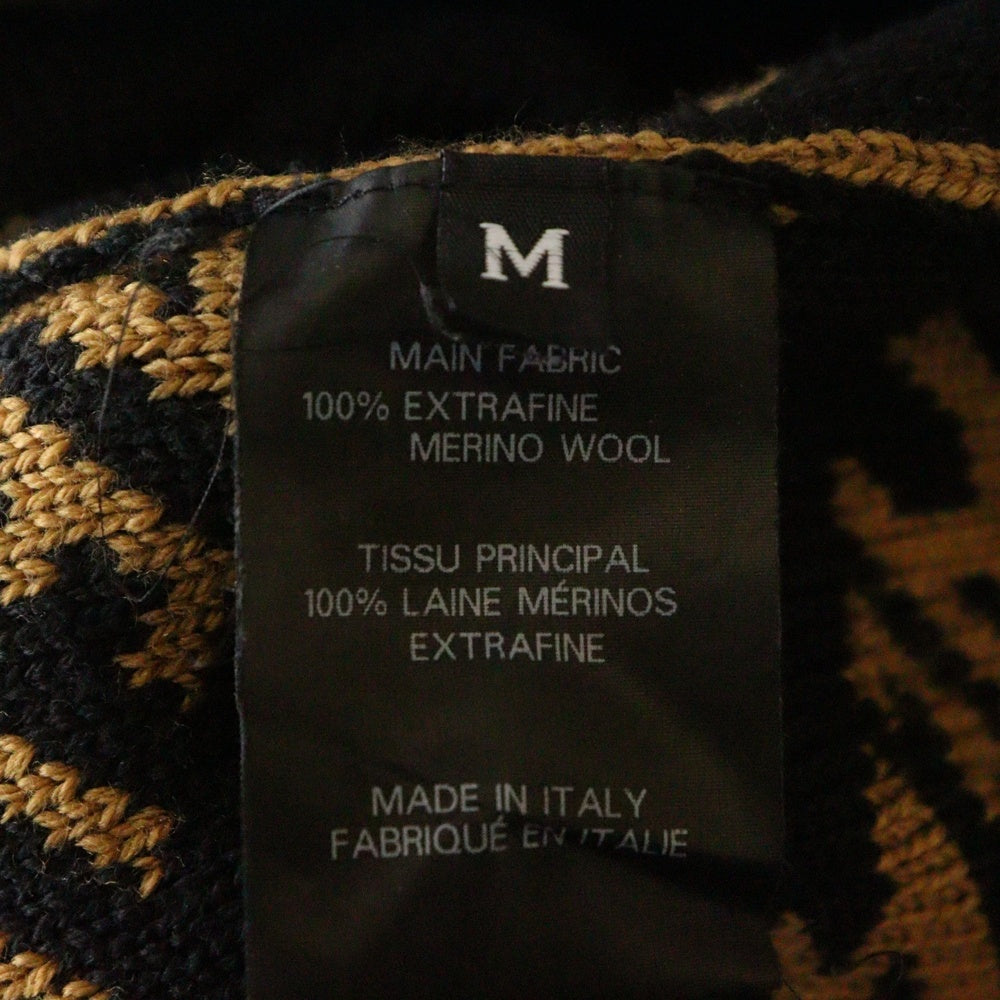 M
MAIN FABRIC
100% EXTRAFINE
MERINO WOOL
TISSU PRINCIPAL
100% LAINE MÉRINOS
EXTRAFINE
MADE IN ITALY
FABRIQUÉ EN ITALIE